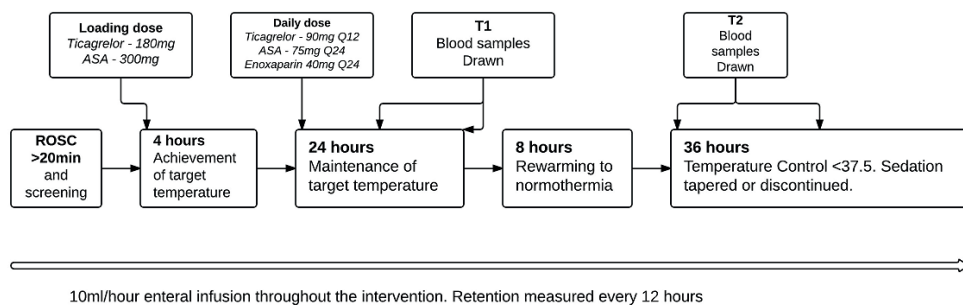 Loading dose
Ticagrelor - 180mg
ASA - 300mg
Daily dose
Ticagrelor - 90mg Q12
ASA - 75mg Q24
Enoxaparin 40mg Q24
T1
Blood samples
Drawn
T2
Blood
samples
Drawn
ROSC
>20min
and
screening
4 hours
Achievement
of target
temperature
24 hours
Maintenance of
target temperature
8 hours
Rewarming to
normothermia
36 hours
Temperature Control <37.5. Sedation
tapered or discontinued.
10ml/hour enteral infusion throughout the intervention. Retention measured every 12 hours